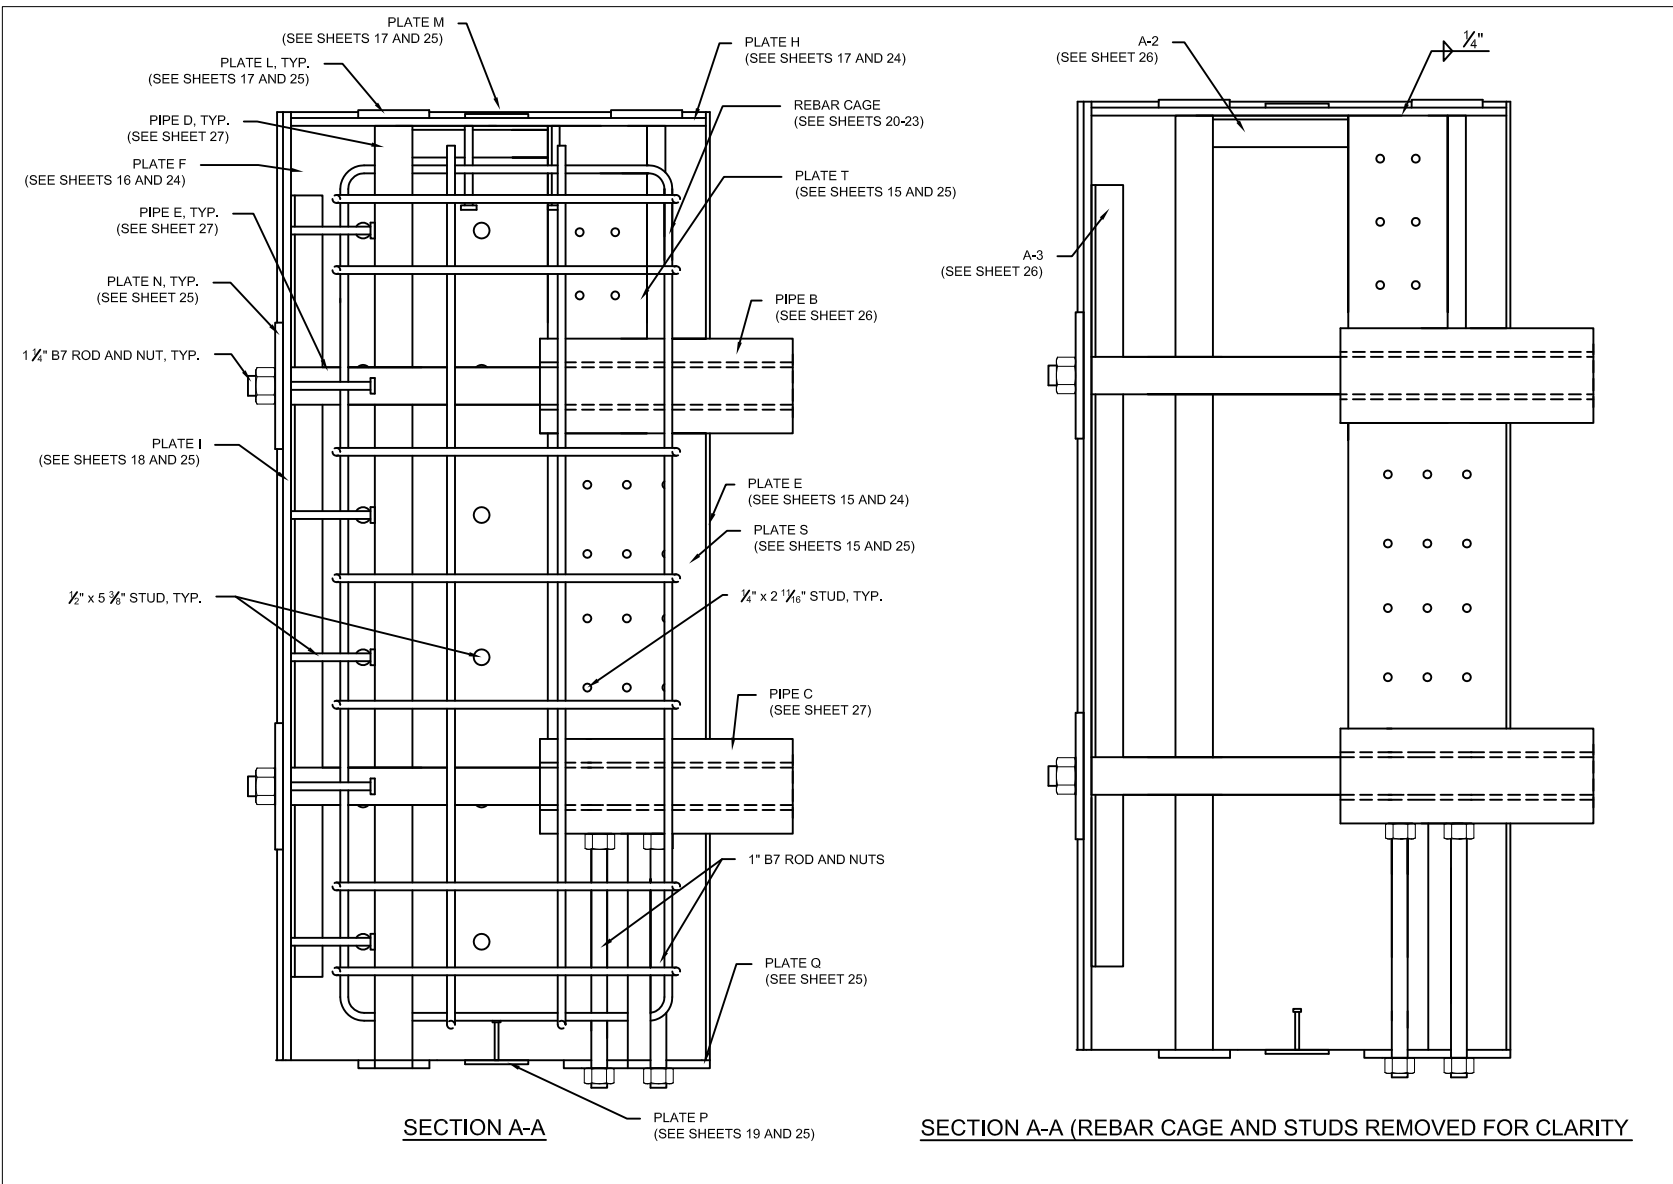 PLATE M
(SEE SHEETS 17 AND 25)
PLATE L, TYP.
(SEE SHEETS 17 AND 25)
PIPE D, TYP.
(SEE SHEET 27)
PLATE F
(SEE SHEETS 16 AND 24)
PIPE E, TYP.
(SEE SHEET 27)
PLATE N, TYP.
(SEE SHEET 25)
1 1/4" B7 ROD AND NUT, TYP.
PLATE I
(SEE SHEETS 18 AND 25)
1/2" x 5 3/8" STUD, TYP.
PLATE H
(SEE SHEETS 17 AND 24)
REBAR CAGE
(SEE SHEETS 20-23)
PLATE T
(SEE SHEETS 15 AND 25)
PIPE B
(SEE SHEET 26)
PLATE E
(SEE SHEETS 15 AND 24)
PLATE S
(SEE SHEETS 15 AND 25)
1/4" x 2 11/16" STUD, TYP.
PIPE C
(SEE SHEET 27)
1" B7 ROD AND NUTS
PLATE Q
(SEE SHEET 25)
PLATE P
(SEE SHEETS 19 AND 25)
SECTION A-A
A-2
(SEE SHEET 26)
1/4"
A-3
(SEE SHEET 26)
SECTION A-A (REBAR CAGE AND STUDS REMOVED FOR CLARITY